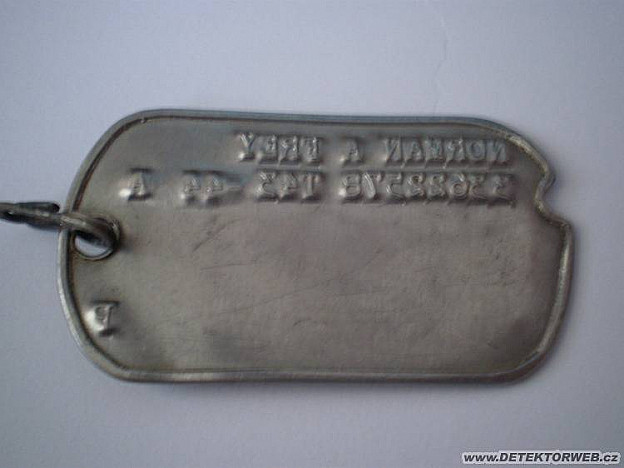 NORMAN A FREY
T43 44 A
P
www.DETEKTORWEB.cz